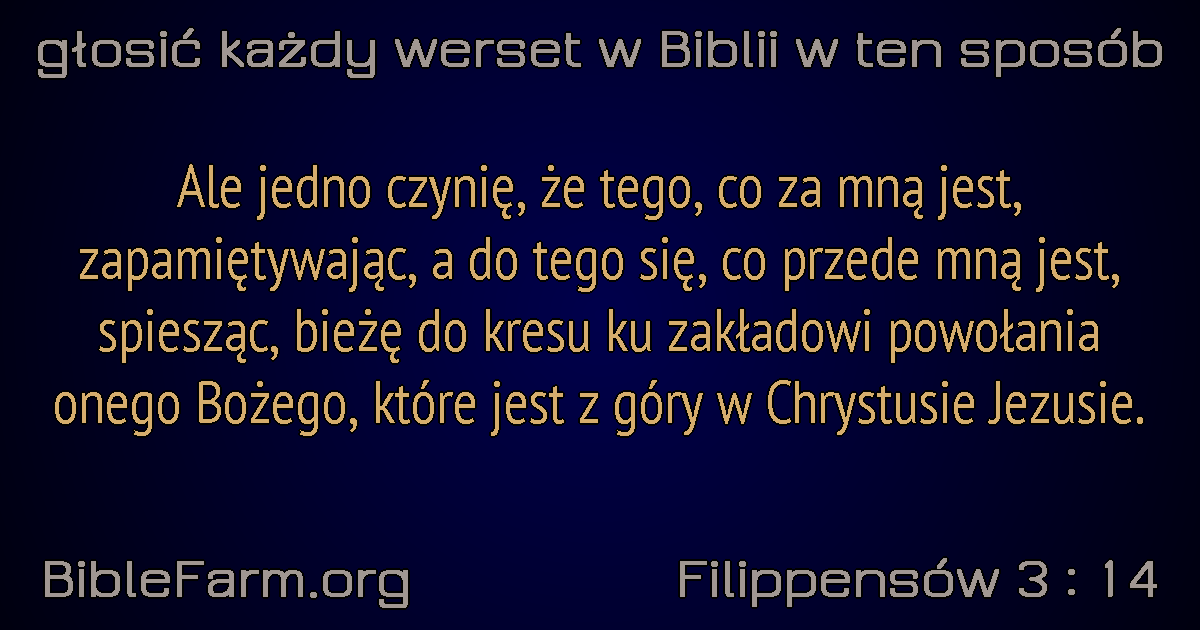 głosić każdy werset w Biblii w ten sposób
Ale jedno czynię, że tego, co za mną jest,
zapamiętywając, a do tego się, co przede mną jest,
spiesząc, bieżę do kresu ku zakładowi powołania
onego Bożego, które jest z góry w Chrystusie Jezusie.
BibleFarm.org
Filippensów 3 : 14